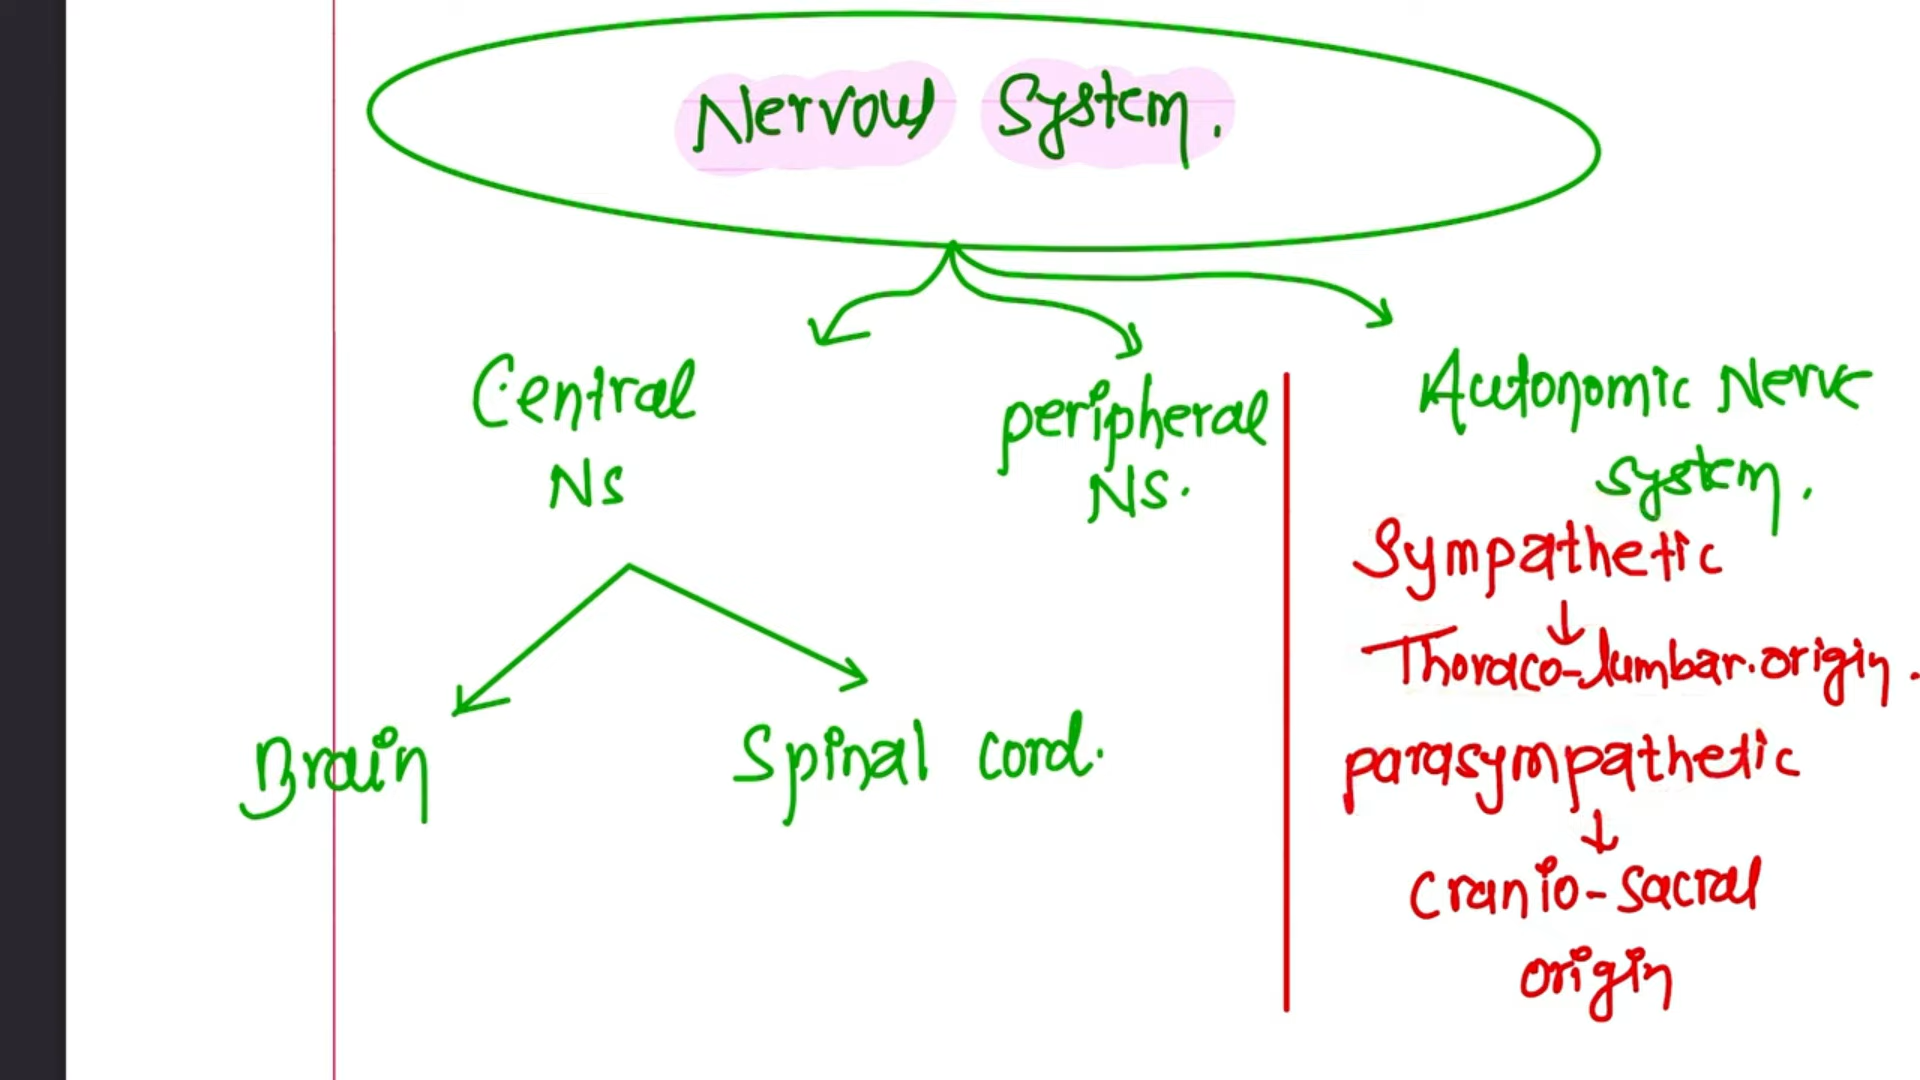 Nervous System.
Central
NS
peripheral
NS.
Autonomic Nerve
system.
Sympathetic
↓
Thoraco-lumbar.origin.
parasympathetic
↓
Cranio-Sacral
origin
Brain
Spinal cord.